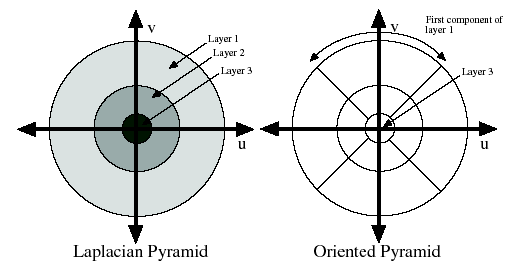 v
Layer 1
Layer 2
Layer 3
u
Laplacian Pyramid
v
First component of
layer 1
Layer 3
u
Oriented Pyramid